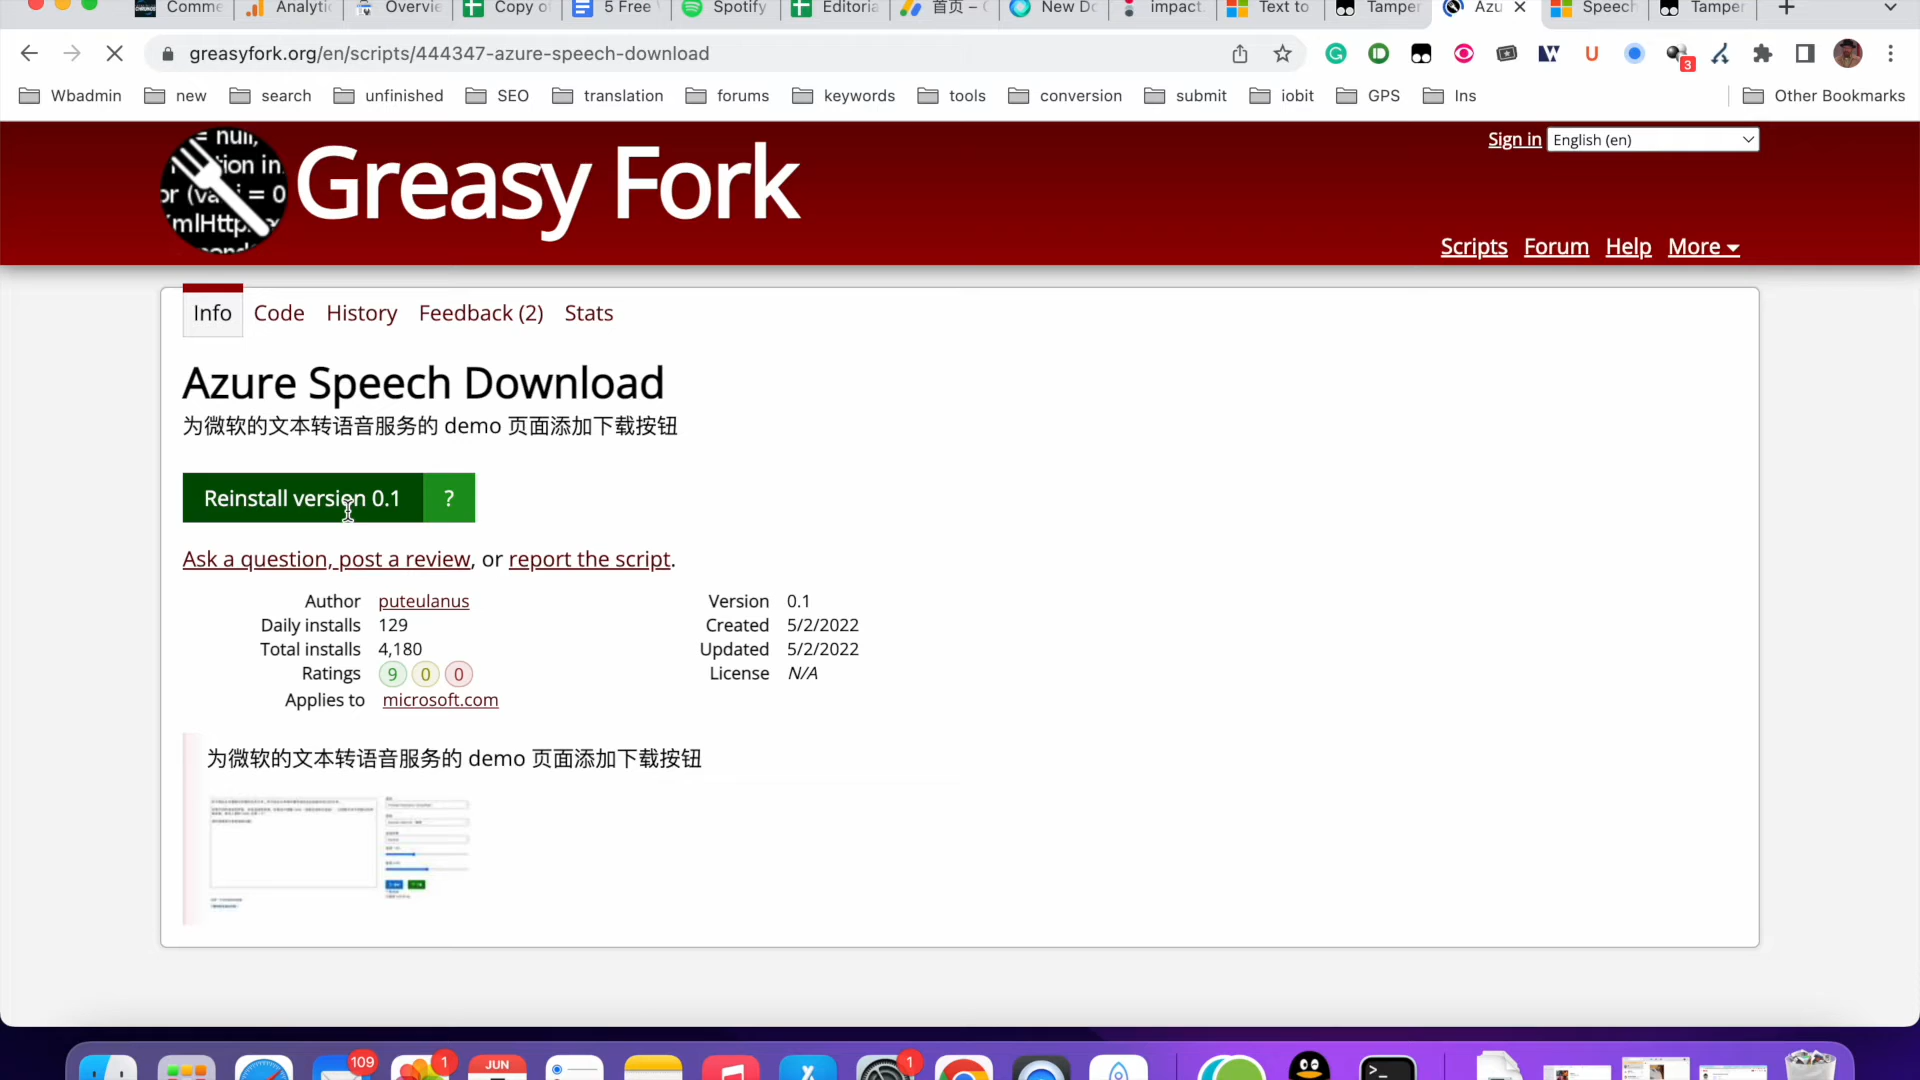 Comme
Analytic
Overvie
Copy of
5 Free
Spotify
Editoria
首页 –
New Do
impact.
Text to
Tamper
Azu
Speech
Tamper
greasyfork.org/en/scripts/444347-azure-speech-download
3
Wbadmin
new
search
unfinished
SEO
translation
forums
keywords
tools
conversion
submit
iobit
GPS
Ins
Other Bookmarks
= null,
Greasy Fork
Sign in
English (en)
Scripts
Forum
Help
More
Info
Code
History
Feedback (2)
Stats
Azure Speech Download
为微软的文本转语音服务的 demo 页面添加下载按钮
Reinstall version 0.1
?
Ask a question, post a review, or report the script.
Author puteulanus
Daily installs 129
Total installs 4,180
Ratings 9 0 0
Applies to microsoft.com
Version 0.1
Created 5/2/2022
Updated 5/2/2022
License N/A
为微软的文本转语音服务的 demo 页面添加下载按钮
109
1
JUN
1